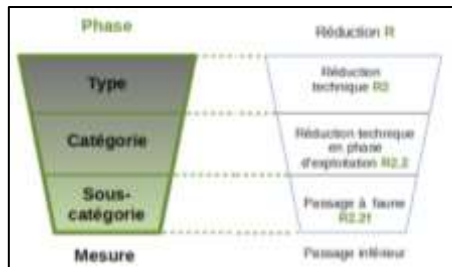 Phase
Réduction R
Type
Réduction
technique R2
Catégorie
Réduction technique
en phase
d'exploitation R2.2
Sous-
catégorie
Passage à faune
R2.2f
Mesure
Passage inférieur